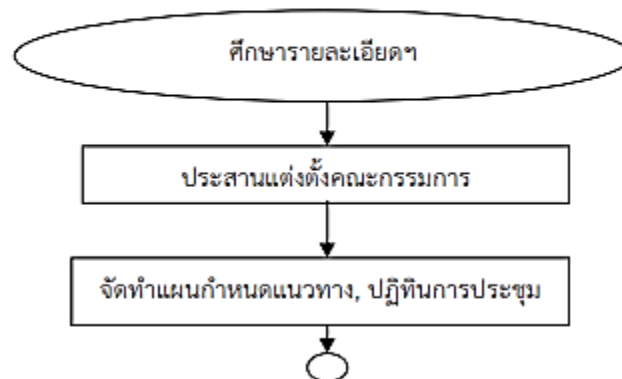 ศึกษารายละเอียดฯ
ประสานแต่งตั้งคณะกรรมการ
จัดทำแผนกำหนดแนวทาง, ปฏิทินการประชุม